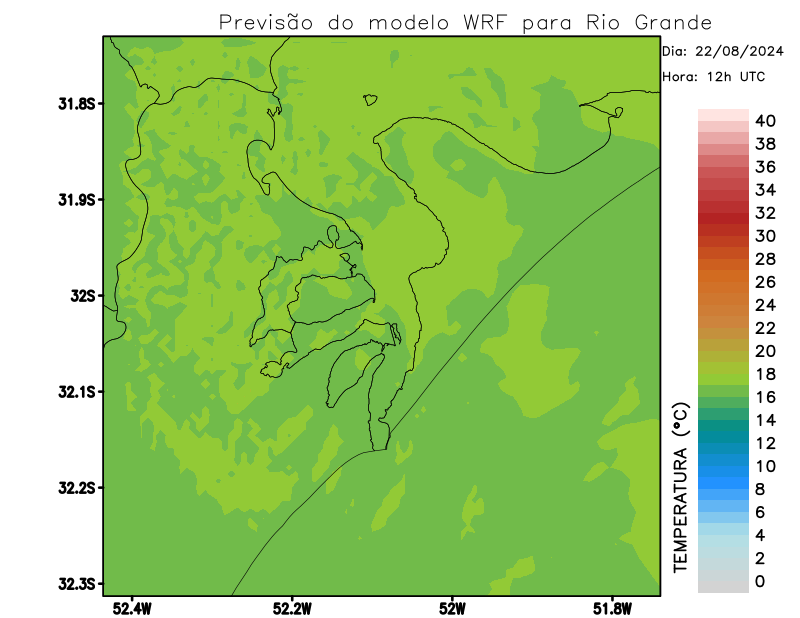 Previsão do modelo WRF para Rio Grande
Dia: 22/08/2024
Hora: 12h UTC
31.8S
31.9S
32S
32.1S
32.2S
32.3S
52.4W
52.2W
52W
51.8W
TEMPERATURA (°C)
40
38
36
34
32
30
28
26
24
22
20
18
16
14
12
10
8
6
4
2
0